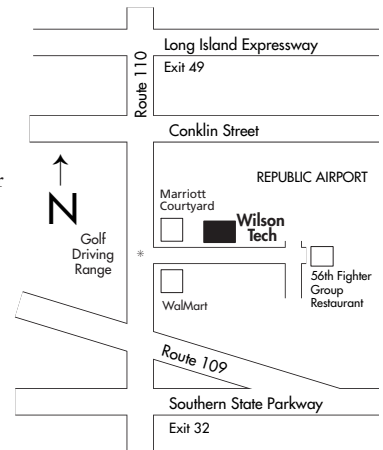 Long Island Expressway
Exit 49
Route 110
Conklin Street
r
N
REPUBLIC AIRPORT
Marriott
Courtyard
Wilson
Tech
Golf
Driving
Range
*
56th Fighter
Group
Restaurant
WalMart
Route 109
Southern State Parkway
Exit 32